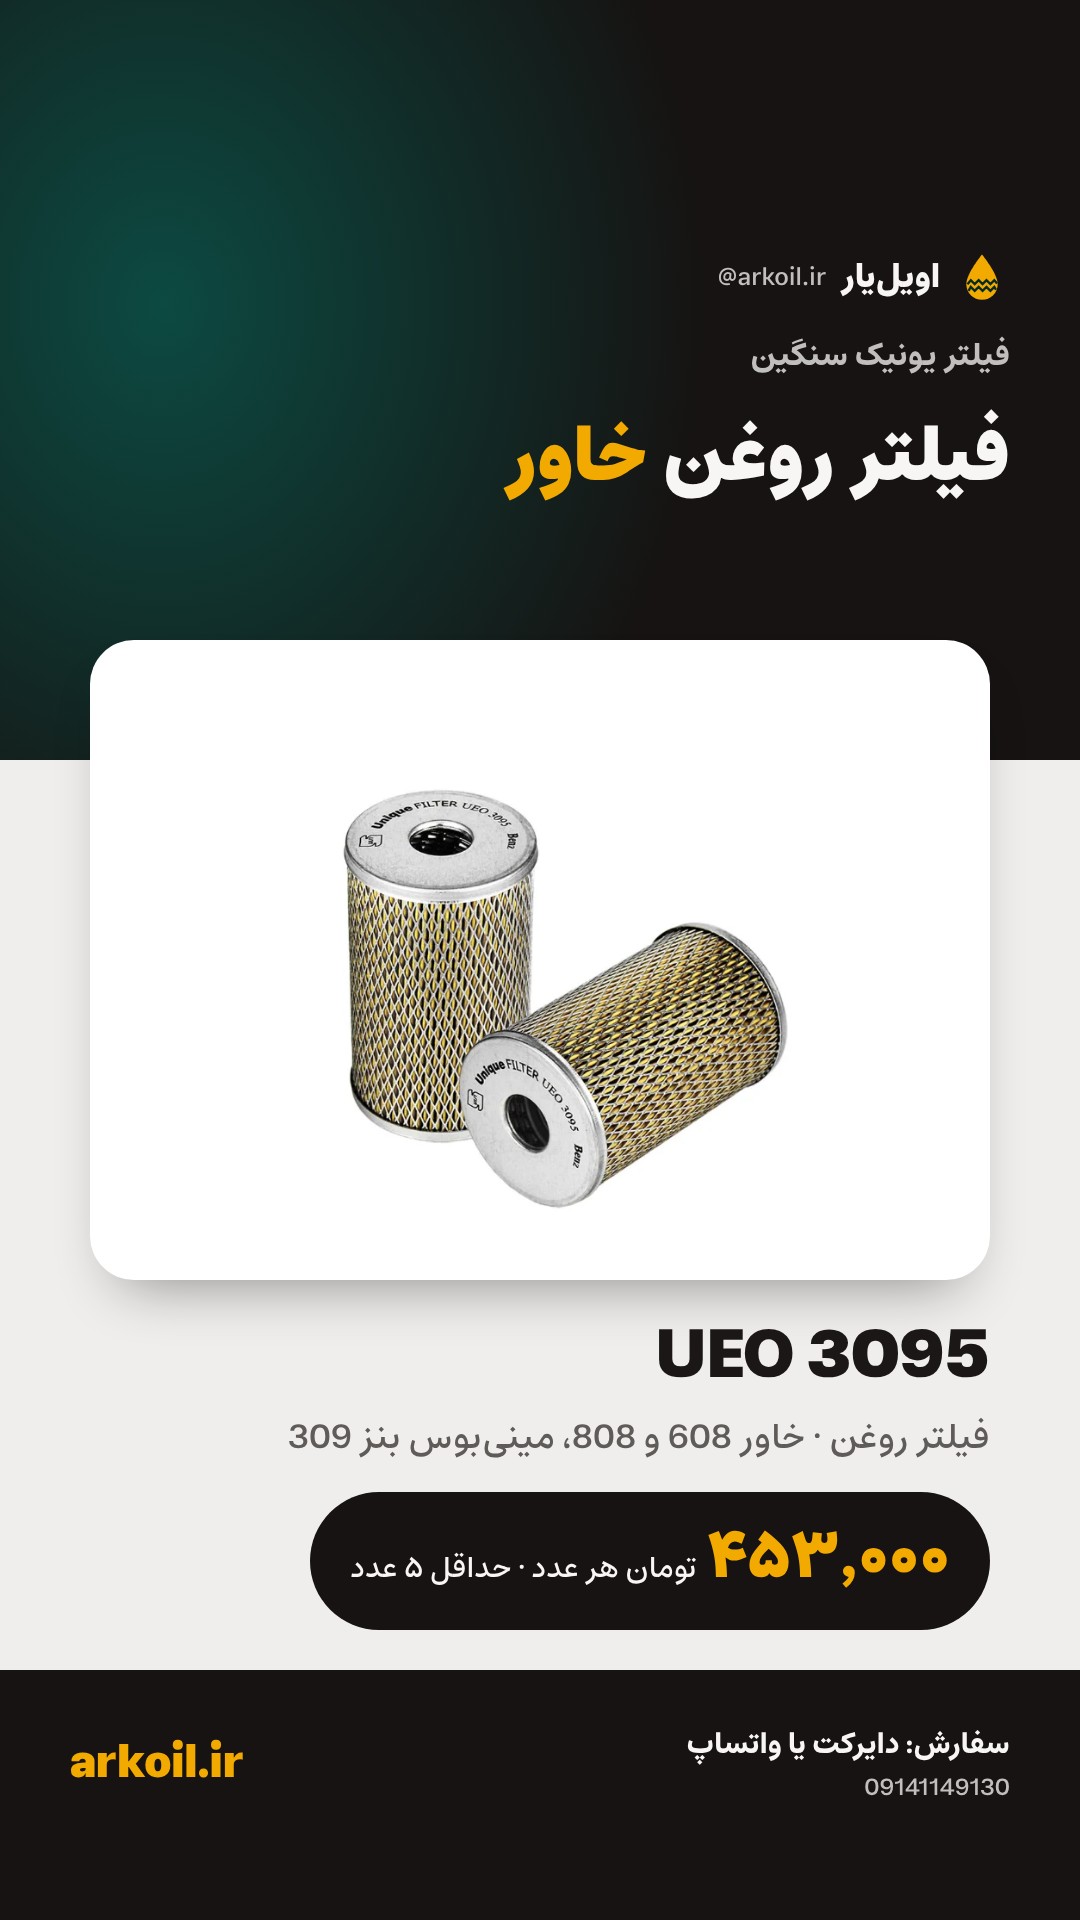 اویل‌یار @arkoil.ir
فیلتر یونیک سنگین
فیلتر روغن خاور
Unique FILTER UEO 3095 Benz
Unique FILTER UEO 3095 Benz
UEO 3095
فیلتر روغن · خاور 608 و 808، مینی‌بوس بنز 309
۴۵۳,۰۰۰ تومان هر عدد · حداقل ۵ عدد
سفارش: دایرکت یا واتساپ
09141149130
arkoil.ir